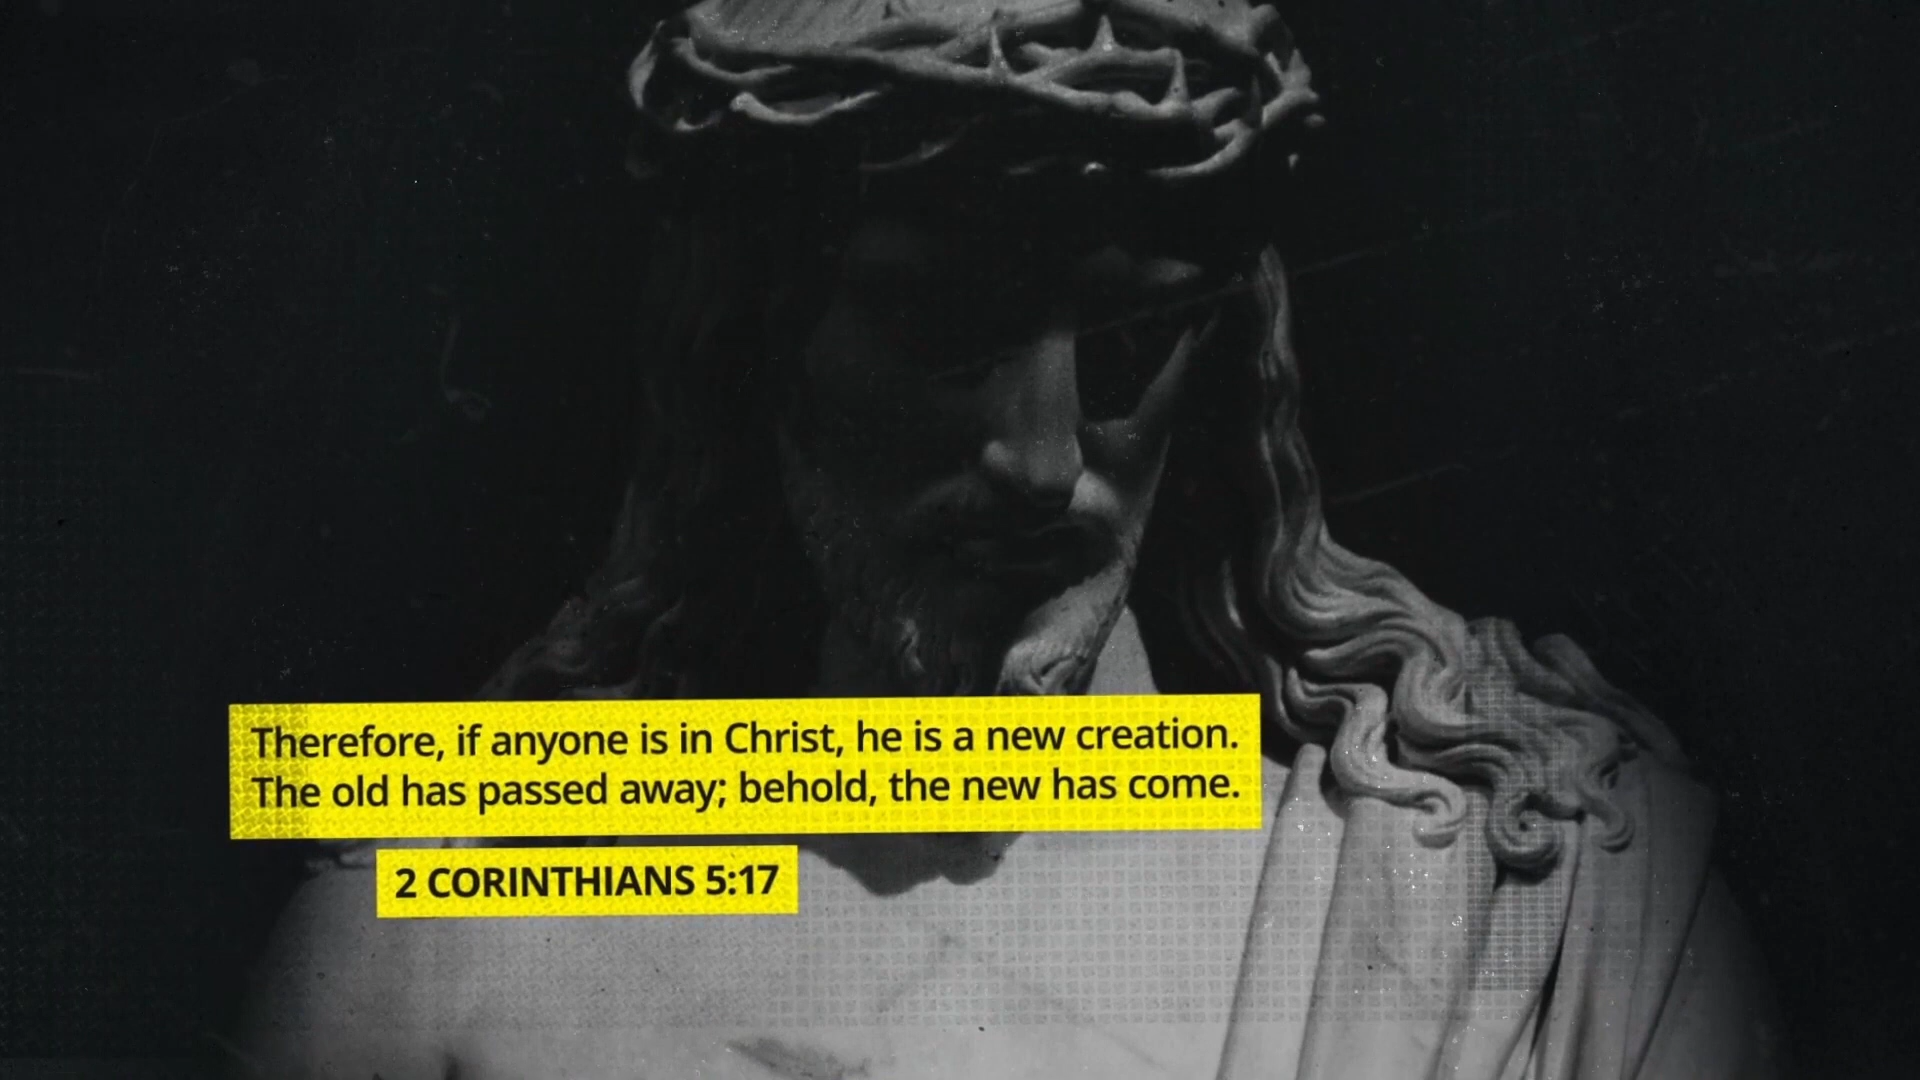 Therefore, if anyone is in Christ, he is a new creation.
The old has passed away; behold, the new has come.
2 CORINTHIANS 5:17